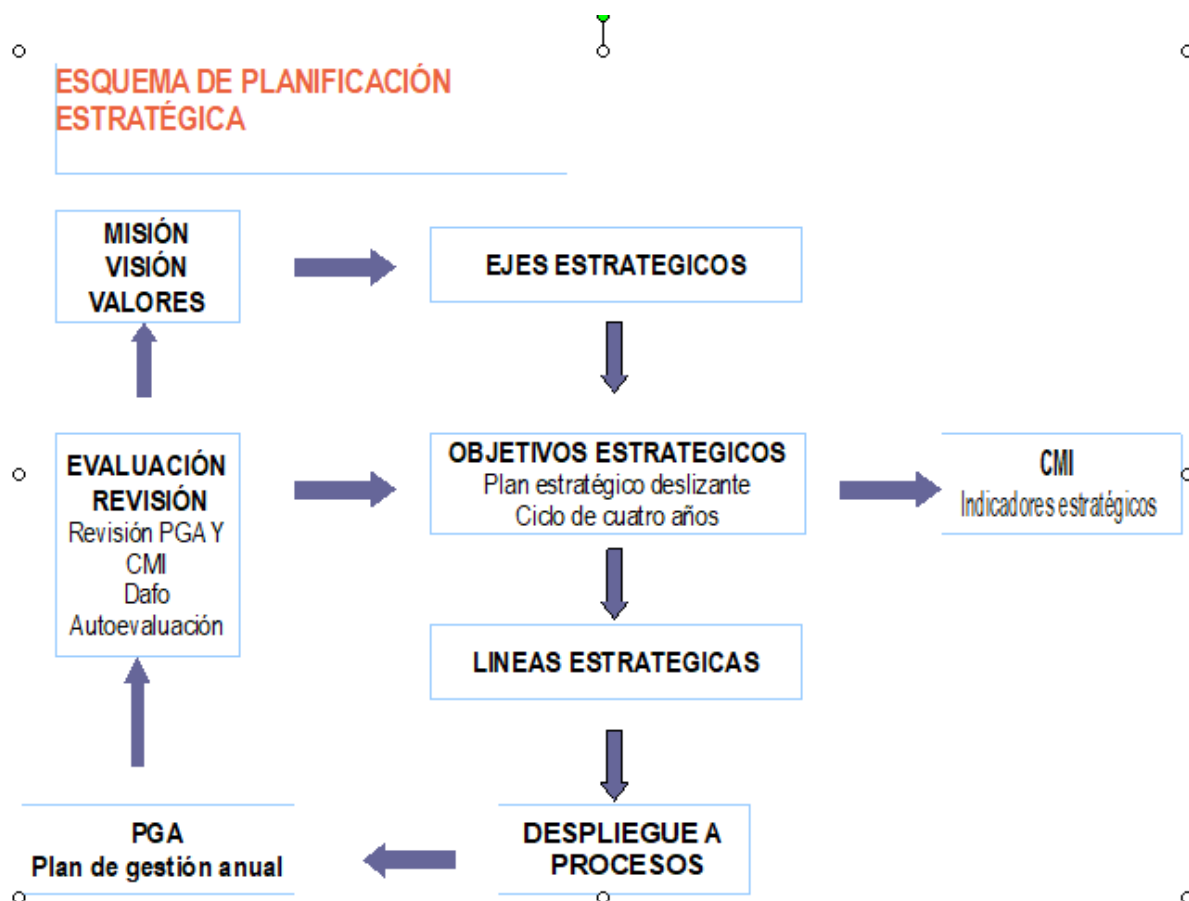 ESQUEMA DE PLANIFICACIÓN
ESTRATÉGICA
MISIÓN
VISIÓN
VALORES
EJES ESTRATEGICOS
EVALUACIÓN
REVISIÓN
Revisión PGA Y
CMI
Dafo
Autoevaluación
OBJETIVOS ESTRATEGICOS
Plan estratégico deslizante
Ciclo de cuatro años
CMI
Indicadores estratégicos
LINEAS ESTRATEGICAS
PGA
Plan de gestión anual
DESPLIEGUE A
PROCESOS